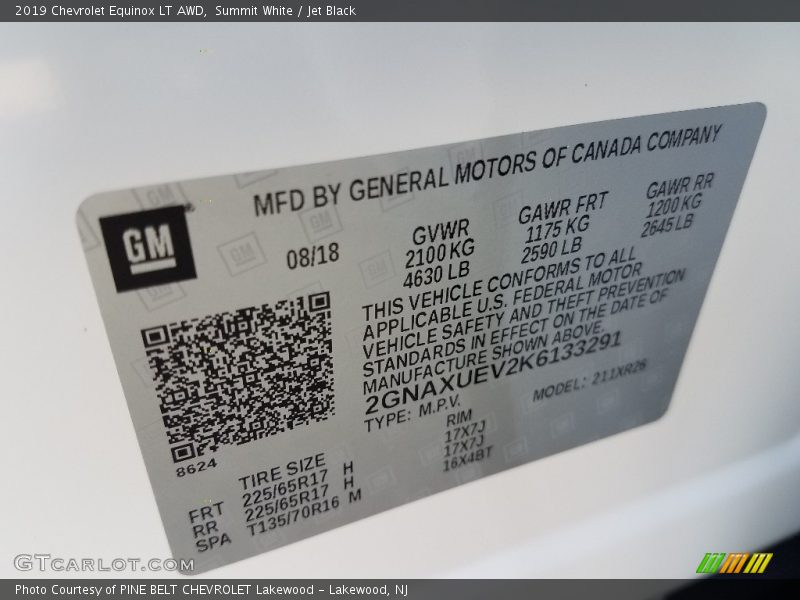 2019 Chevrolet Equinox LT AWD,  Summit White / Jet Black
MFD BY GENERAL MOTORS OF CANADA COMPANY
GM
08/18
GVWR
2100 KG
4630 LB
GAWR FRT
1175 KG
2590 LB
GAWR RR
1200 KG
2645 LB
THIS VEHICLE CONFORMS TO ALL
APPLICABLE U.S. FEDERAL MOTOR
VEHICLE SAFETY AND THEFT PREVENTION
STANDARDS IN EFFECT ON THE DATE OF
MANUFACTURE SHOWN ABOVE.
2GNAXUEV2K6133291
TYPE: M.P.V.
MODEL: 211XR26
8624
TIRE SIZE
RIM
FRT 225/65R17 H 17X7J
RR 225/65R17 H 17X7J
SPA T135/70R16 M 16X4BT
GTCARLOT.COM
Photo Courtesy of PINE BELT CHEVROLET Lakewood - Lakewood, NJ